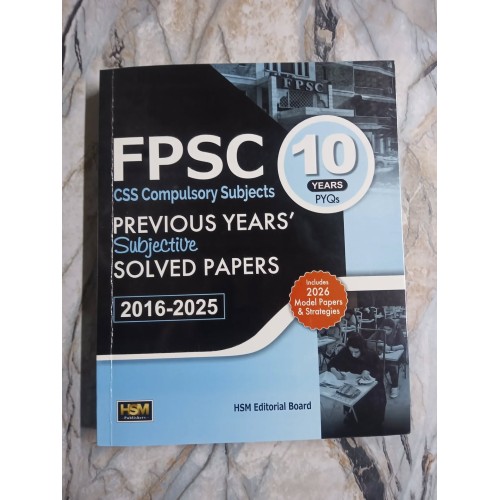 FPSC
FPSC
CSS Compulsory Subjects
10
YEARS
PYQs
PREVIOUS YEARS'
Subjective
SOLVED PAPERS
2016-2025
Includes
2026
Model Papers
& Strategies
HSM
Publishers
HSM Editorial Board